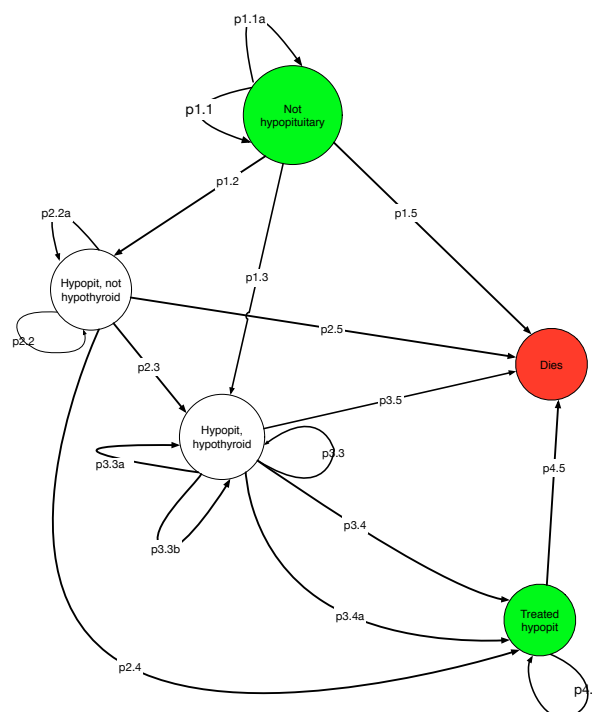 p1.1a
p1.1
Not
hypopituitary
p1.2
p2.2a
p1.5
Hypopit, not
hypothyroid
p1.3
p2.2
p2.5
p2.3
Dies
p3.5
Hypopit,
hypothyroid
p3.3a
p3.3
p4.5
p3.4
p3.3b
p3.4a
Treated
hypopit
p2.4
p4.